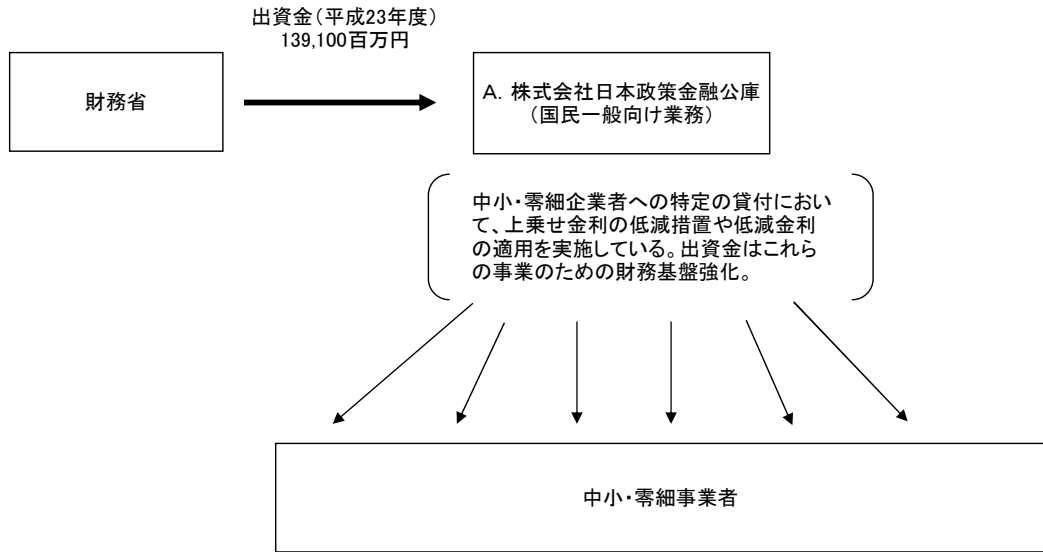 出資金（平成23年度）
139,100百万円
財務省
A．株式会社日本政策金融公庫
（国民一般向け業務）
中小・零細企業者への特定の貸付におい
て、上乗せ金利の低減措置や低減金利
の適用を実施している。出資金はこれら
の事業のための財務基盤強化。
中小・零細事業者